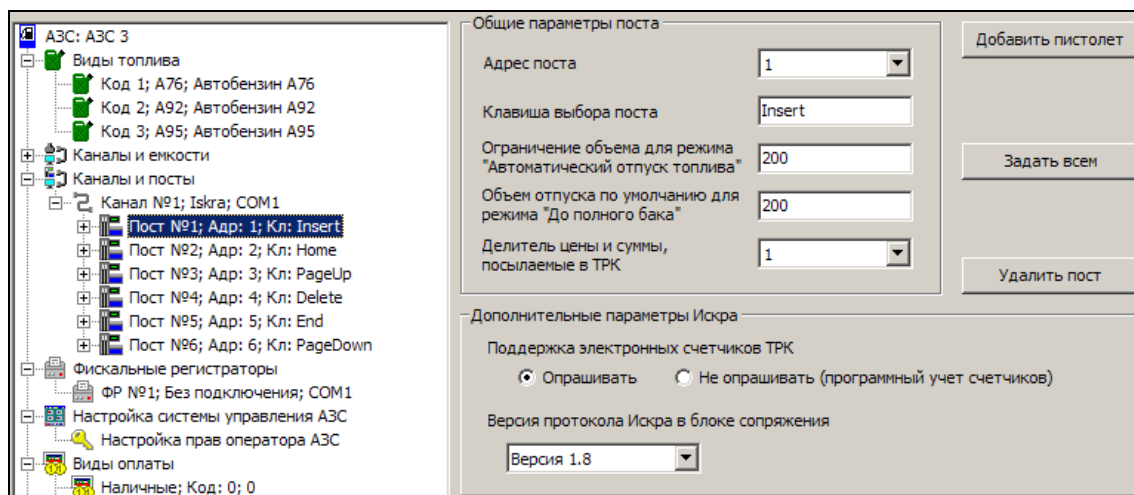 АЗС: АЗС 3
Виды топлива
Код 1; А76; Автобензин А76
Код 2; А92; Автобензин А92
Код 3; А95; Автобензин А95
Каналы и емкости
Каналы и посты
Канал №1; Iskra; COM1
Пост №1; Адр: 1; Кл: Insert
Пост №2; Адр: 2; Кл: Home
Пост №3; Адр: 3; Кл: PageUp
Пост №4; Адр: 4; Кл: Delete
Пост №5; Адр: 5; Кл: End
Пост №6; Адр: 6; Кл: PageDown
Фискальные регистраторы
ФР №1; Без подключения; COM1
Настройка системы управления АЗС
Настройка прав оператора АЗС
Виды оплаты
Наличные; Код: 0; 0
Общие параметры поста
Адрес поста
1
Клавиша выбора поста
Insert
Ограничение объема для режима
"Автоматический отпуск топлива"
200
Объем отпуска по умолчанию для
режима "До полного бака"
200
Делитель цены и суммы,
посылаемые в ТРК
1
Добавить пистолет
Задать всем
Удалить пост
Дополнительные параметры Искра
Поддержка электронных счетчиков ТРК
Опрашивать
Не опрашивать (программный учет счетчиков)
Версия протокола Искра в блоке сопряжения
Версия 1.8